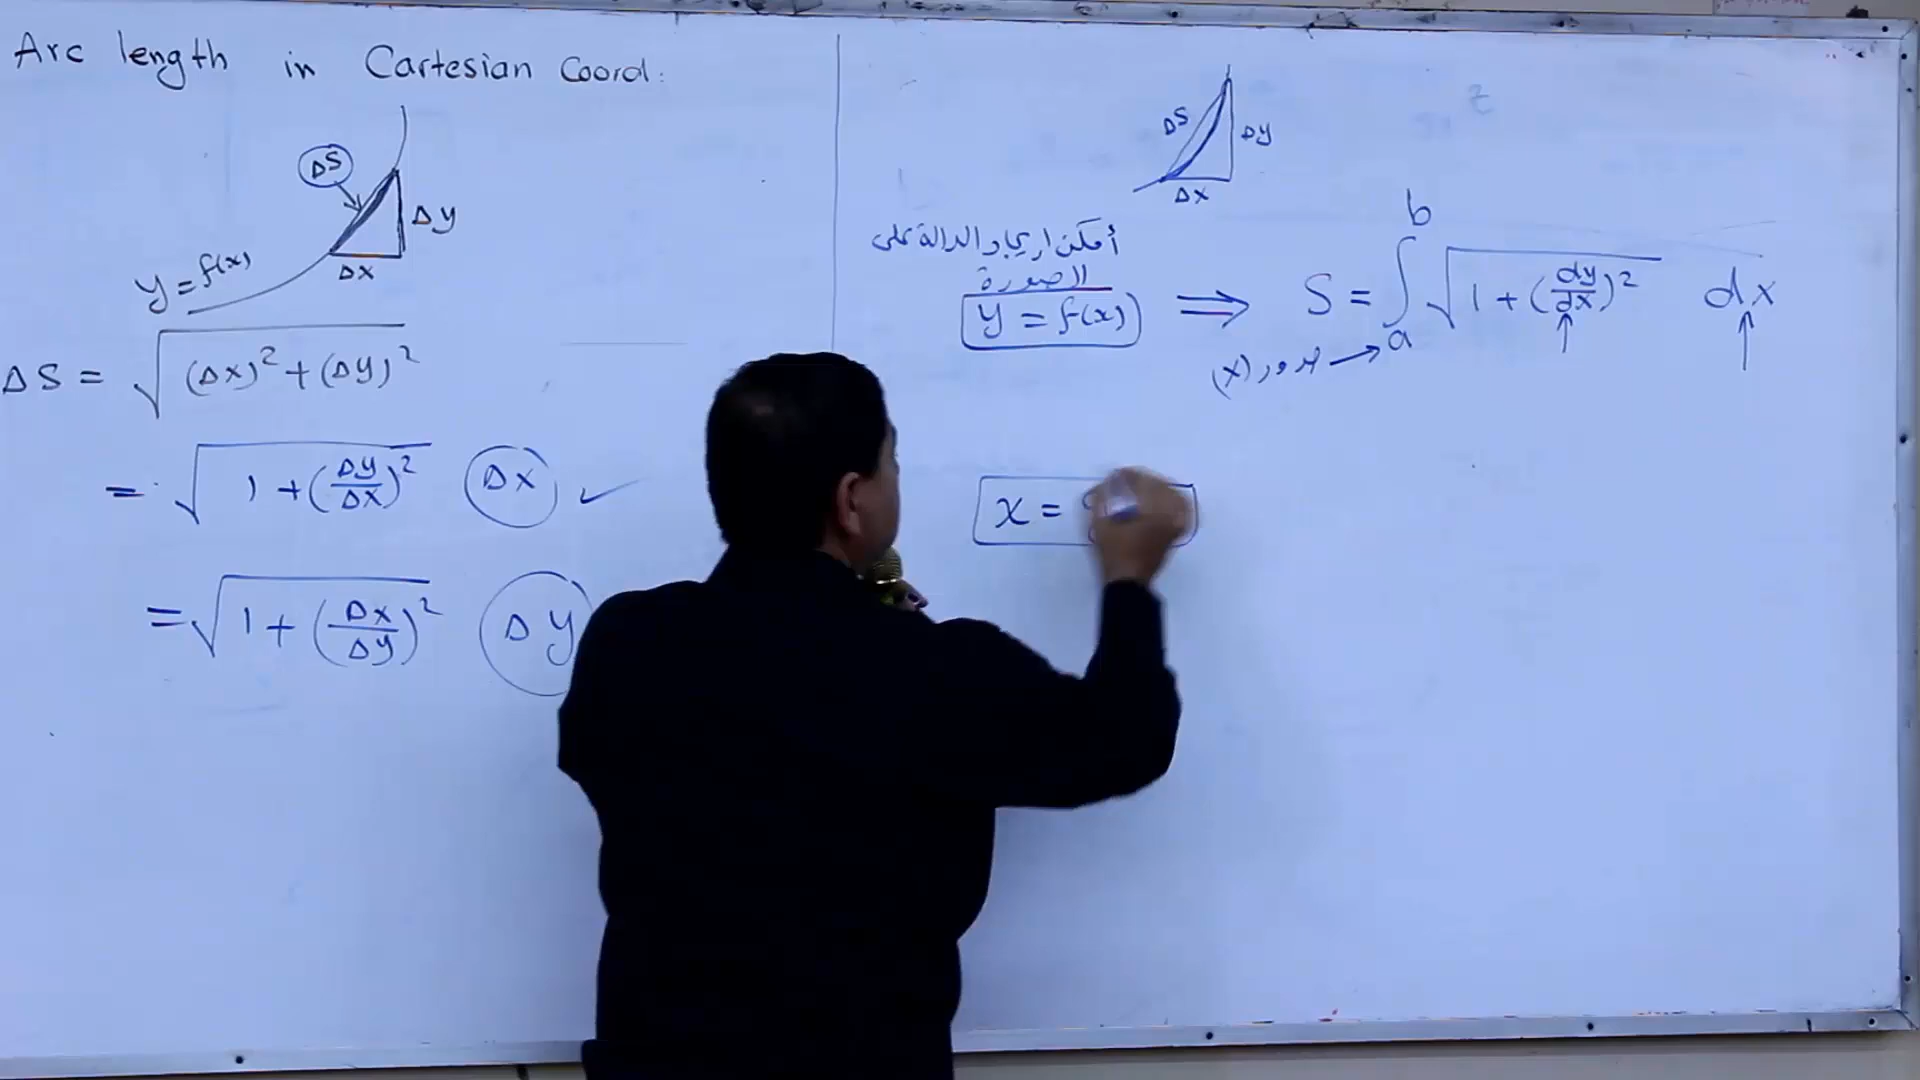 Arc length in Cartesian Coord.
ΔS
Δy
Δx
y = f(x)
ΔS = √((Δx)² + (Δy)²)
= √(1 + (Δy/Δx)²) Δx ✓
= √(1 + (Δx/Δy)²) Δy
ΔS
Δy
Δx
أمكن إيجاد الدالة على
الصورة
y = f(x) ⟹ S = ∫ₐᵇ √(1 + (dy/dx)²) dx
حدود (x) →
x =